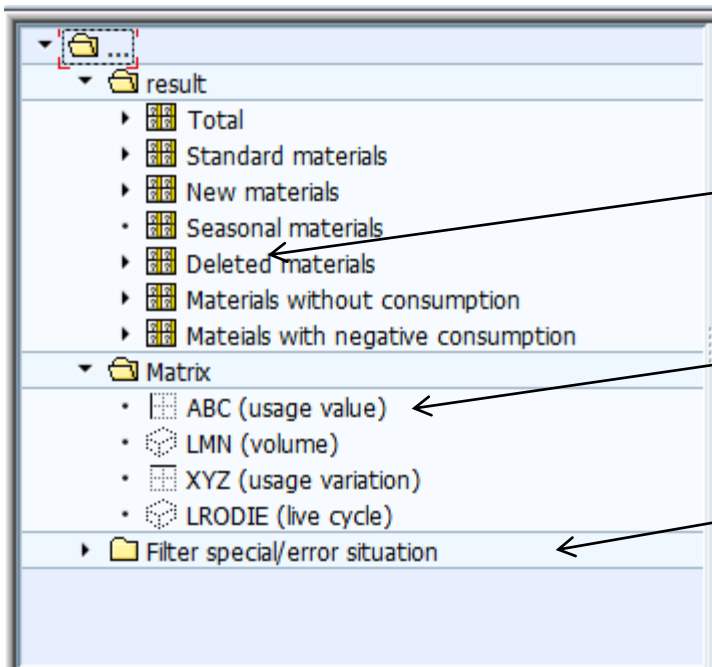 ...
result
Total
Standard materials
New materials
Seasonal materials
Deleted materials
Materials without consumption
Mateials with negative consumption
Matrix
ABC (usage value)
LMN (volume)
XYZ (usage variation)
LRODIE (live cycle)
Filter special/error situation